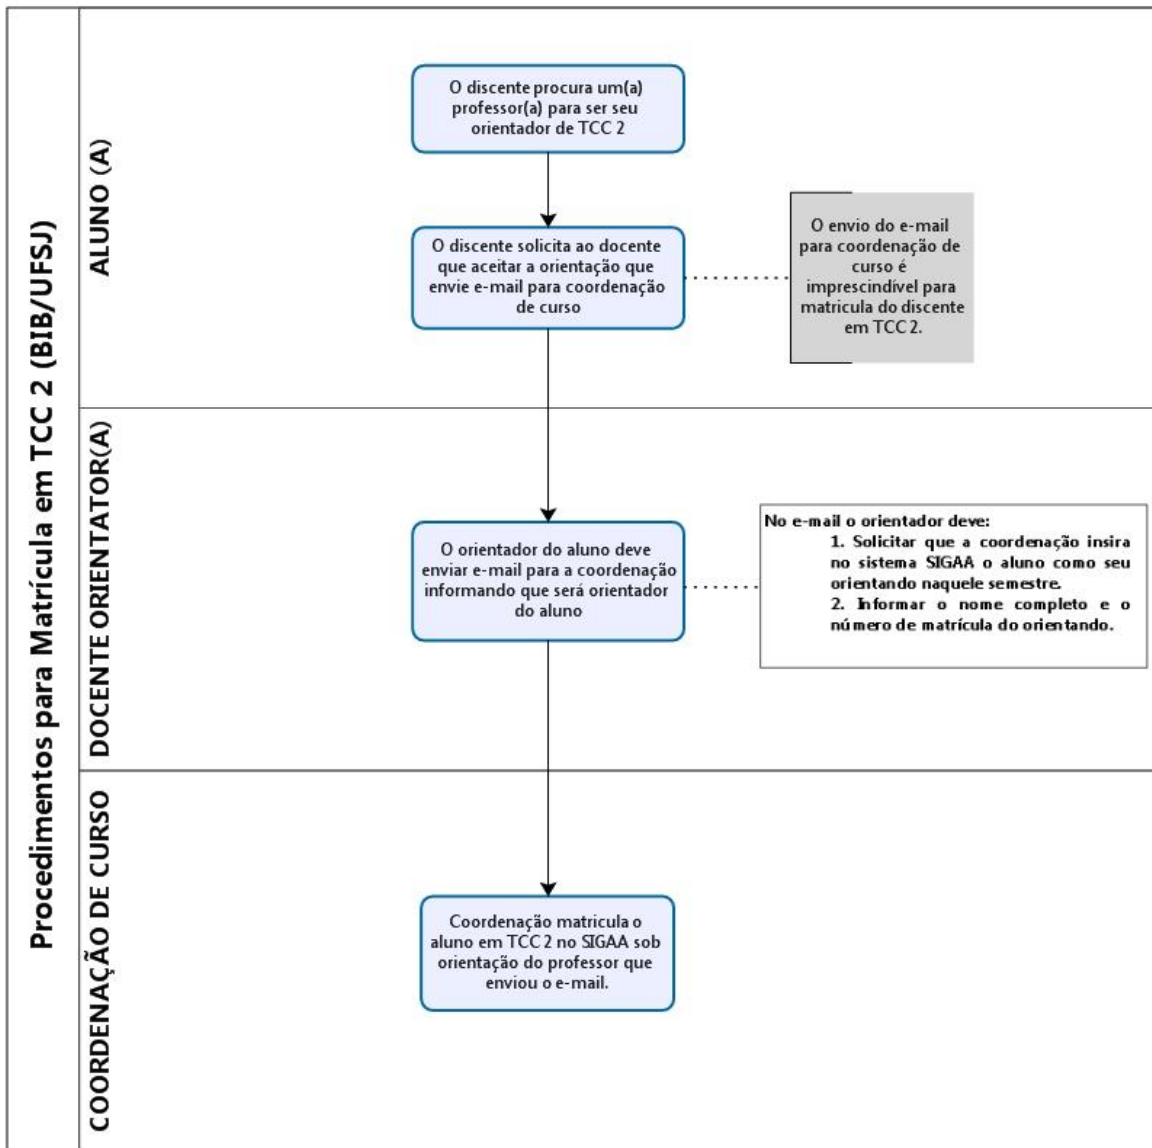 Procedimentos para Matrícula em TCC 2 (BIB/UFSJ)
ALUNO (A)
O discente procura um(a)
professor(a) para ser seu
orientador de TCC 2
O discente solicita ao docente
que aceitar a orientação que
envie e-mail para coordenação
de curso
O envio do e-mail
para coordenação de
curso é
imprescindível para
matricula do discente
em TCC 2.
DOCENTE ORIENTATOR(A)
O orientador do aluno deve
enviar e-mail para a coordenação
informando que será orientador
do aluno
No e-mail o orientador deve:
1. Solicitar que a coordenação insira
no sistema SIGAA o aluno como seu
orientando naquele semestre.
2. Informar o nome completo e o
número de matrícula do orientando.
COORDENAÇÃO DE CURSO
Coordenação matricula o
aluno em TCC 2 no SIGAA sob
orientação do professor que
enviou o e-mail.